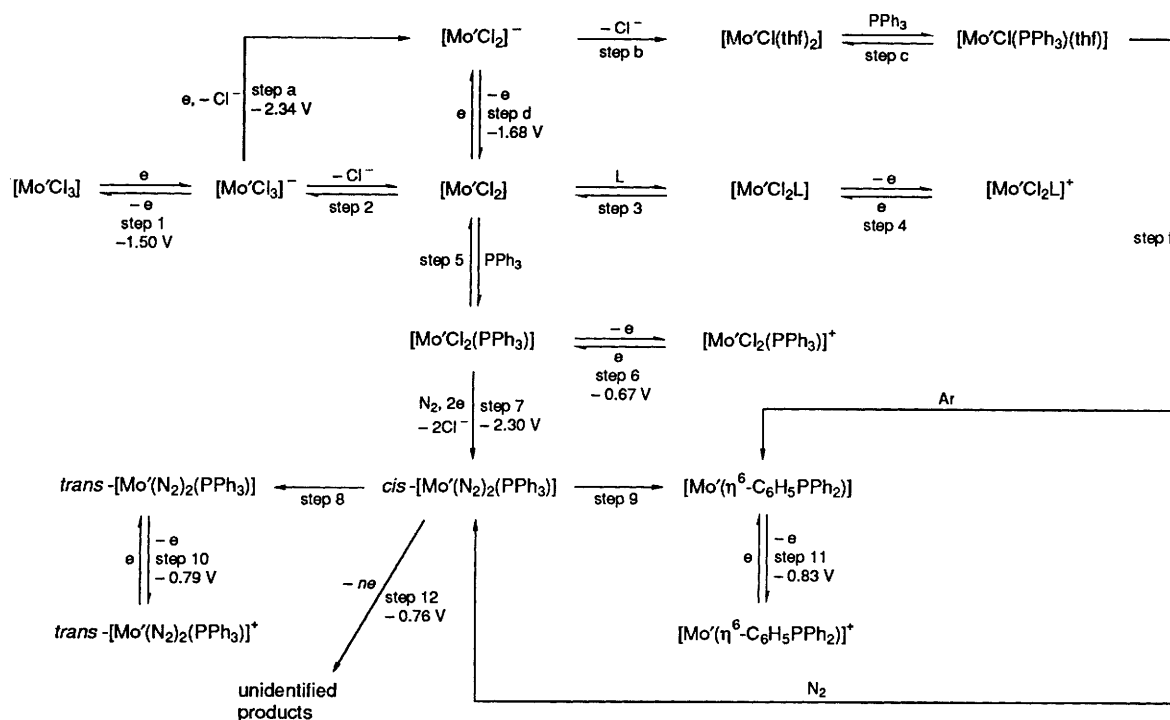 [Mo′Cl₂]⁻
– Cl⁻
step b
[Mo′Cl(thf)₂]
PPh₃
step c
[Mo′Cl(PPh₃)(thf)]
e, – Cl⁻
step a
– 2.34 V
e
– e
step d
–1.68 V
[Mo′Cl₃]
e
– e
step 1
–1.50 V
[Mo′Cl₃]⁻
– Cl⁻
step 2
[Mo′Cl₂]
L
step 3
[Mo′Cl₂L]
– e
e
step 4
[Mo′Cl₂L]⁺
step 5
PPh₃
[Mo′Cl₂(PPh₃)]
– e
e
step 6
– 0.67 V
[Mo′Cl₂(PPh₃)]⁺
N₂, 2e
– 2Cl⁻
step 7
– 2.30 V
Ar
trans -[Mo′(N₂)₂(PPh₃)]
step 8
cis -[Mo′(N₂)₂(PPh₃)]
step 9
[Mo′(η⁶-C₆H₅PPh₂)]
e
– e
step 10
– 0.79 V
– ne
step 12
– 0.76 V
e
– e
step 11
– 0.83 V
trans -[Mo′(N₂)₂(PPh₃)]⁺
[Mo′(η⁶-C₆H₅PPh₂)]⁺
unidentified
products
N₂
step